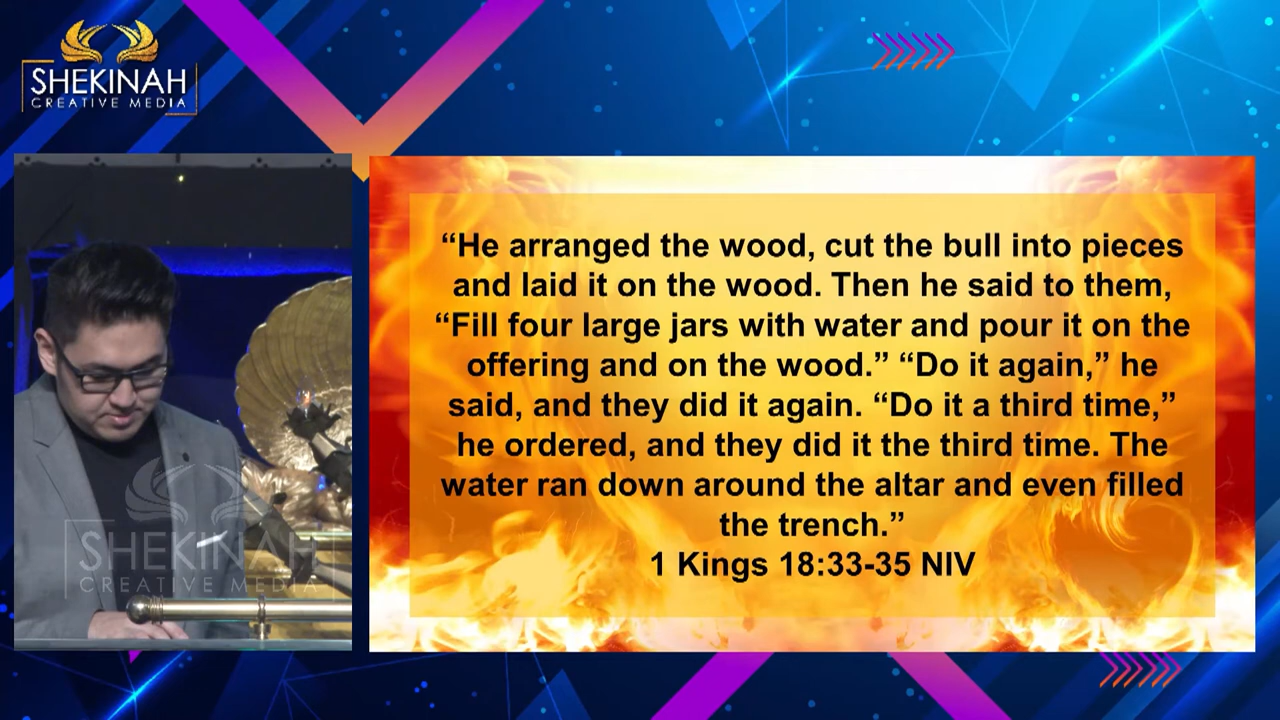 SHEKINAH
CREATIVE MEDIA
“He arranged the wood, cut the bull into pieces
and laid it on the wood. Then he said to them,
“Fill four large jars with water and pour it on the
offering and on the wood.” “Do it again,” he
said, and they did it again. “Do it a third time,”
he ordered, and they did it the third time. The
water ran down around the altar and even filled
the trench.”
1 Kings 18:33-35 NIV
SHEKINAH
CREATIVE MEDIA